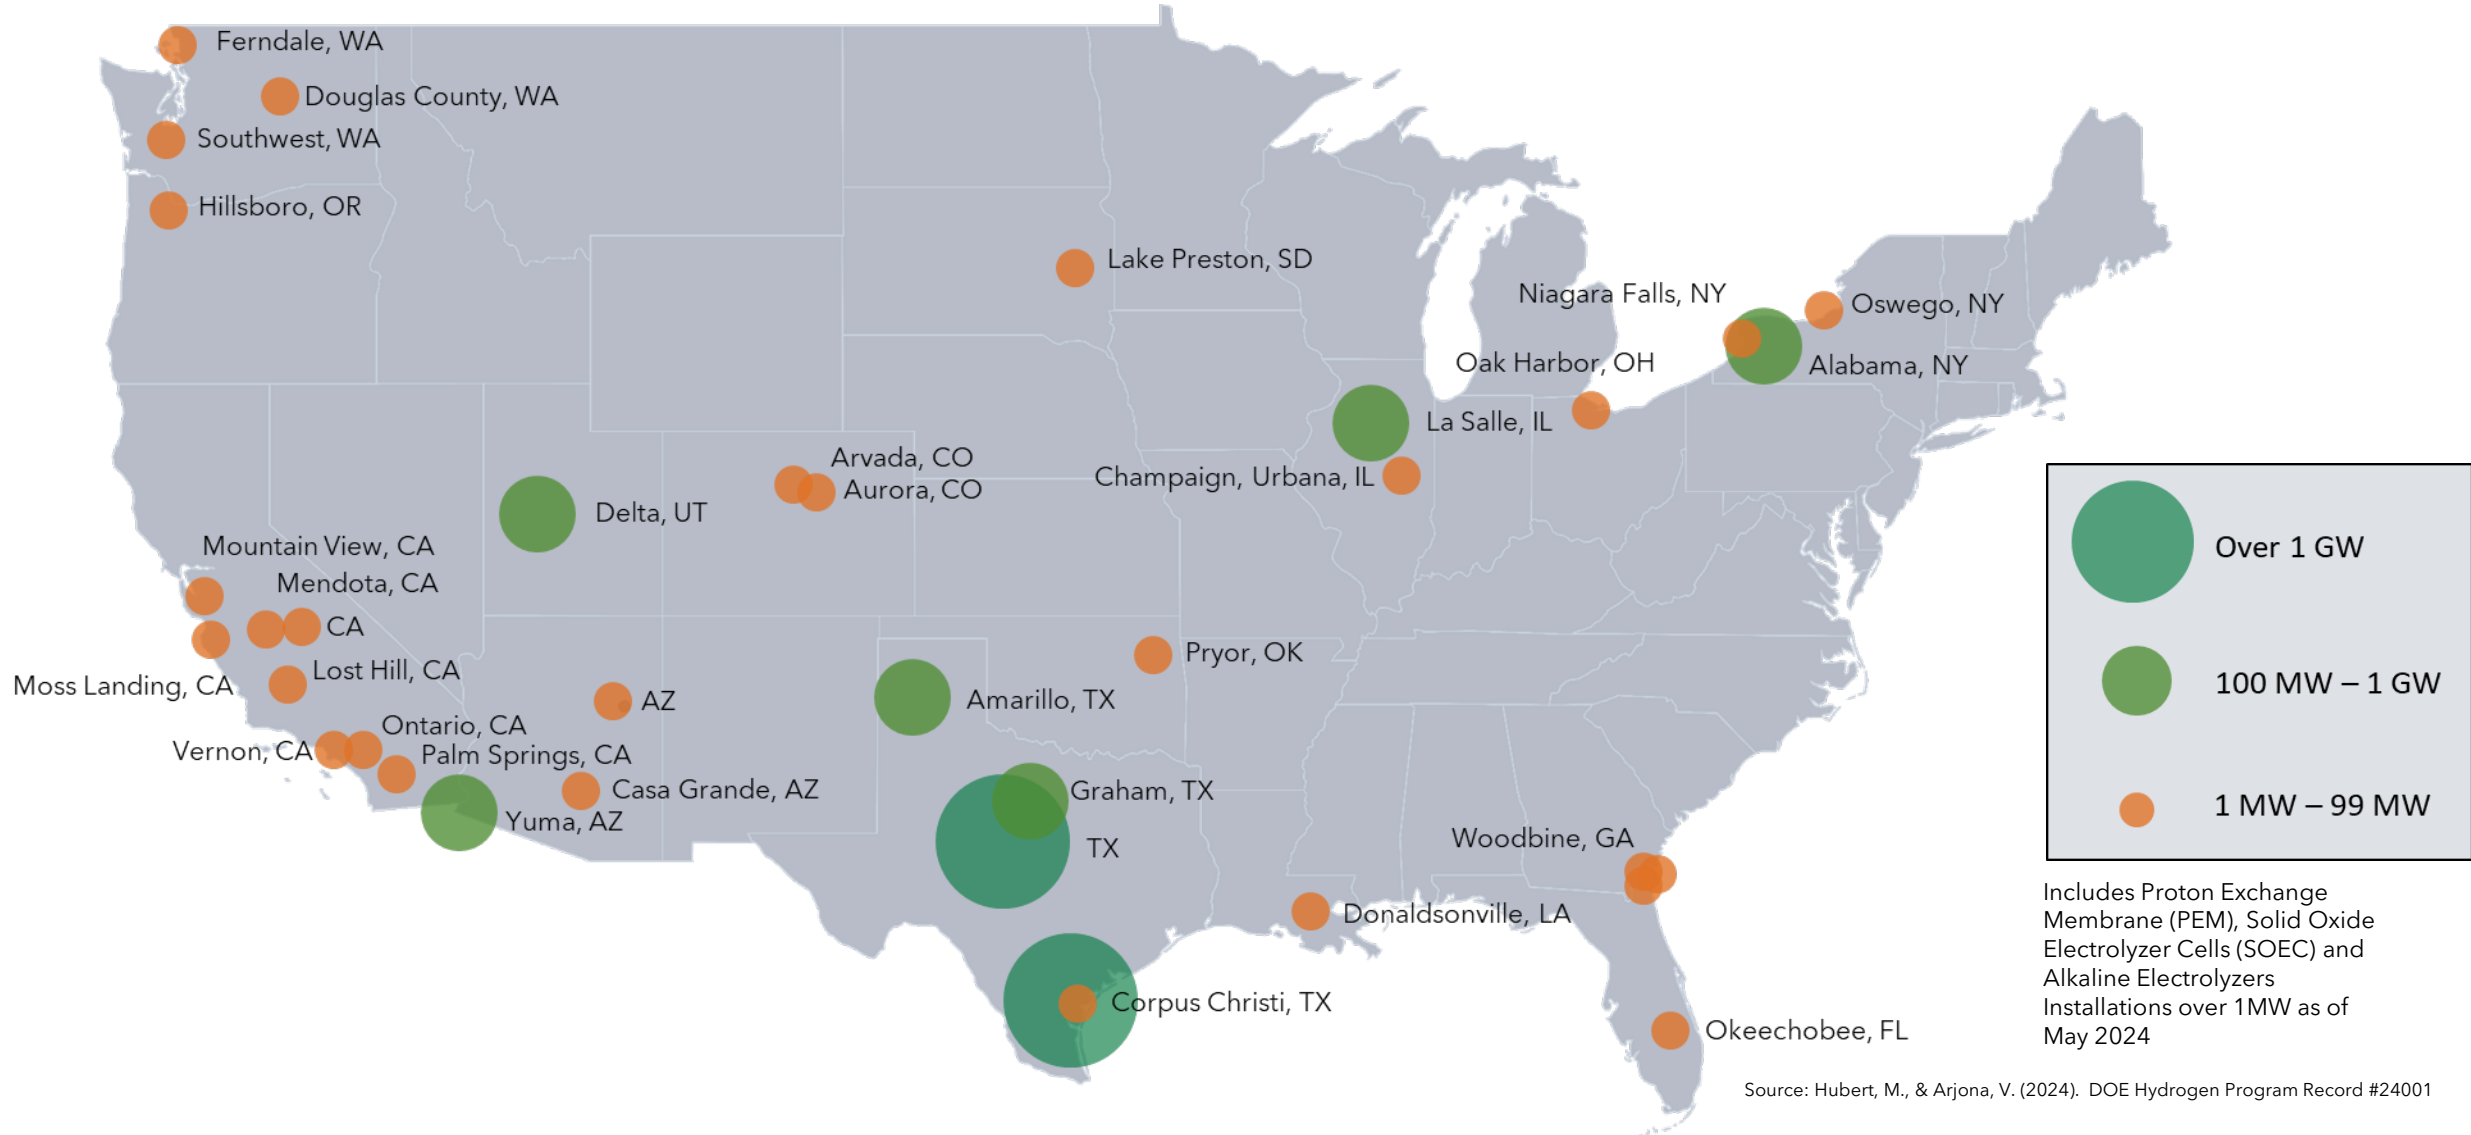 Ferndale, WA
Douglas County, WA
Southwest, WA
Hillsboro, OR
Lake Preston, SD
Niagara Falls, NY
Oswego, NY
Oak Harbor, OH
Alabama, NY
La Salle, IL
Arvada, CO
Champaign, Urbana, IL
Aurora, CO
Delta, UT
Mountain View, CA
Mendota, CA
CA
Lost Hill, CA
Moss Landing, CA
Pryor, OK
AZ
Amarillo, TX
Ontario, CA
Vernon, CA
Palm Springs, CA
Casa Grande, AZ
Yuma, AZ
Graham, TX
TX
Woodbine, GA
Donaldsonville, LA
Corpus Christi, TX
Okeechobee, FL
Over 1 GW
100 MW – 1 GW
1 MW – 99 MW
Includes Proton Exchange
Membrane (PEM), Solid Oxide
Electrolyzer Cells (SOEC) and
Alkaline Electrolyzers
Installations over 1MW as of
May 2024
Source: Hubert, M., & Arjona, V. (2024). DOE Hydrogen Program Record #24001